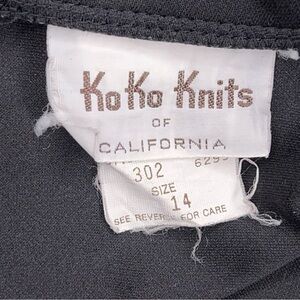 KoKo Knits
OF
CALIFORNIA
302
SIZE
14
SEE REVERSE FOR CARE